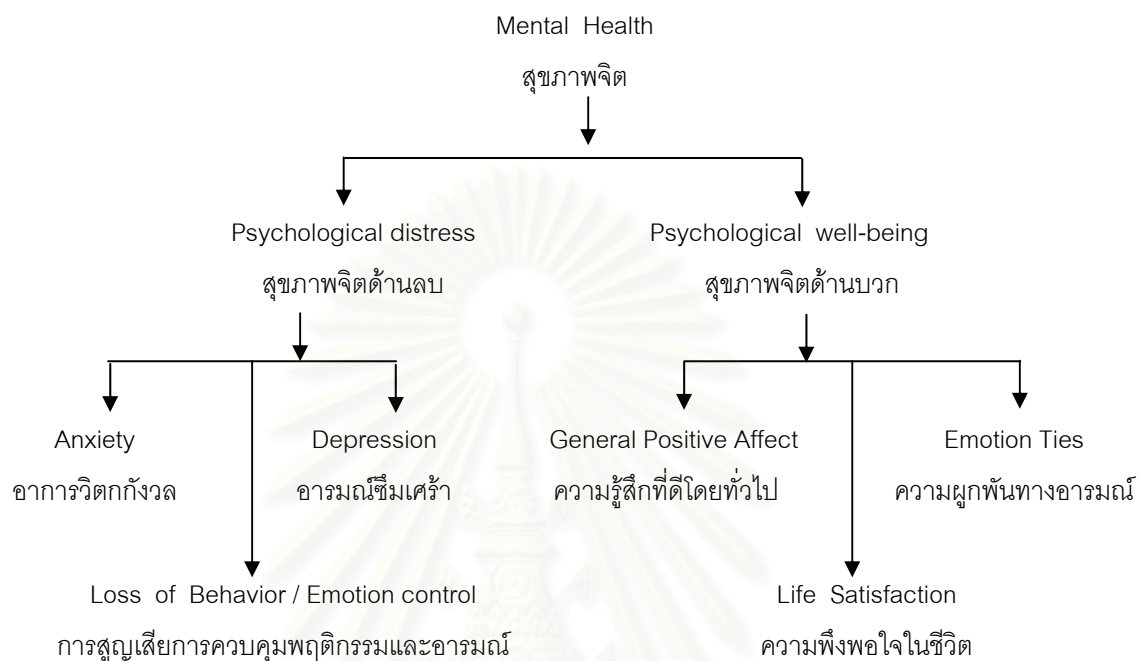 Mental Health
สุขภาพจิต
Psychological distress
สุขภาพจิตด้านลบ
Psychological well-being
สุขภาพจิตด้านบวก
Anxiety
อาการวิตกกังวล
Depression
อารมณ์ซึมเศร้า
General Positive Affect
ความรู้สึกที่ดีโดยทั่วไป
Emotion Ties
ความผูกพันทางอารมณ์
Loss of Behavior / Emotion control
การสูญเสียการควบคุมพฤติกรรมและอารมณ์
Life Satisfaction
ความพึงพอใจในชีวิต